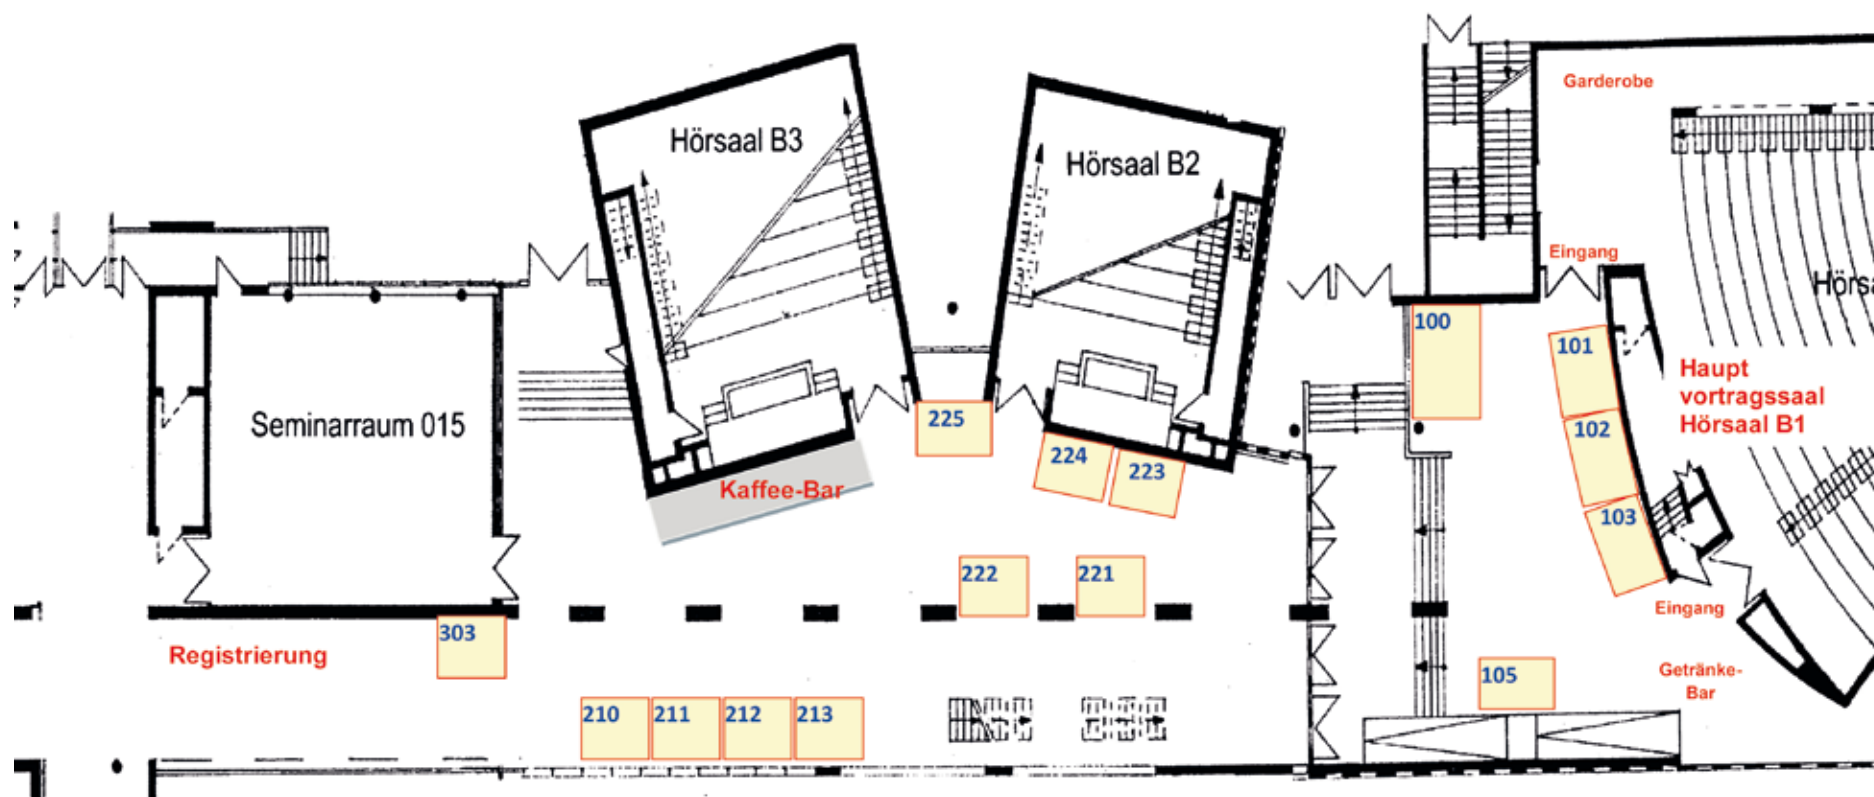 Garderobe
Hörsaal B3
Hörsaal B2
Eingang
100
101
Haupt
vortragssaal
Hörsaal B1
225
Seminarraum 015
102
224
223
Kaffee-Bar
103
222
221
Eingang
303
Registrierung
105
Getränke-
Bar
210
211
212
213